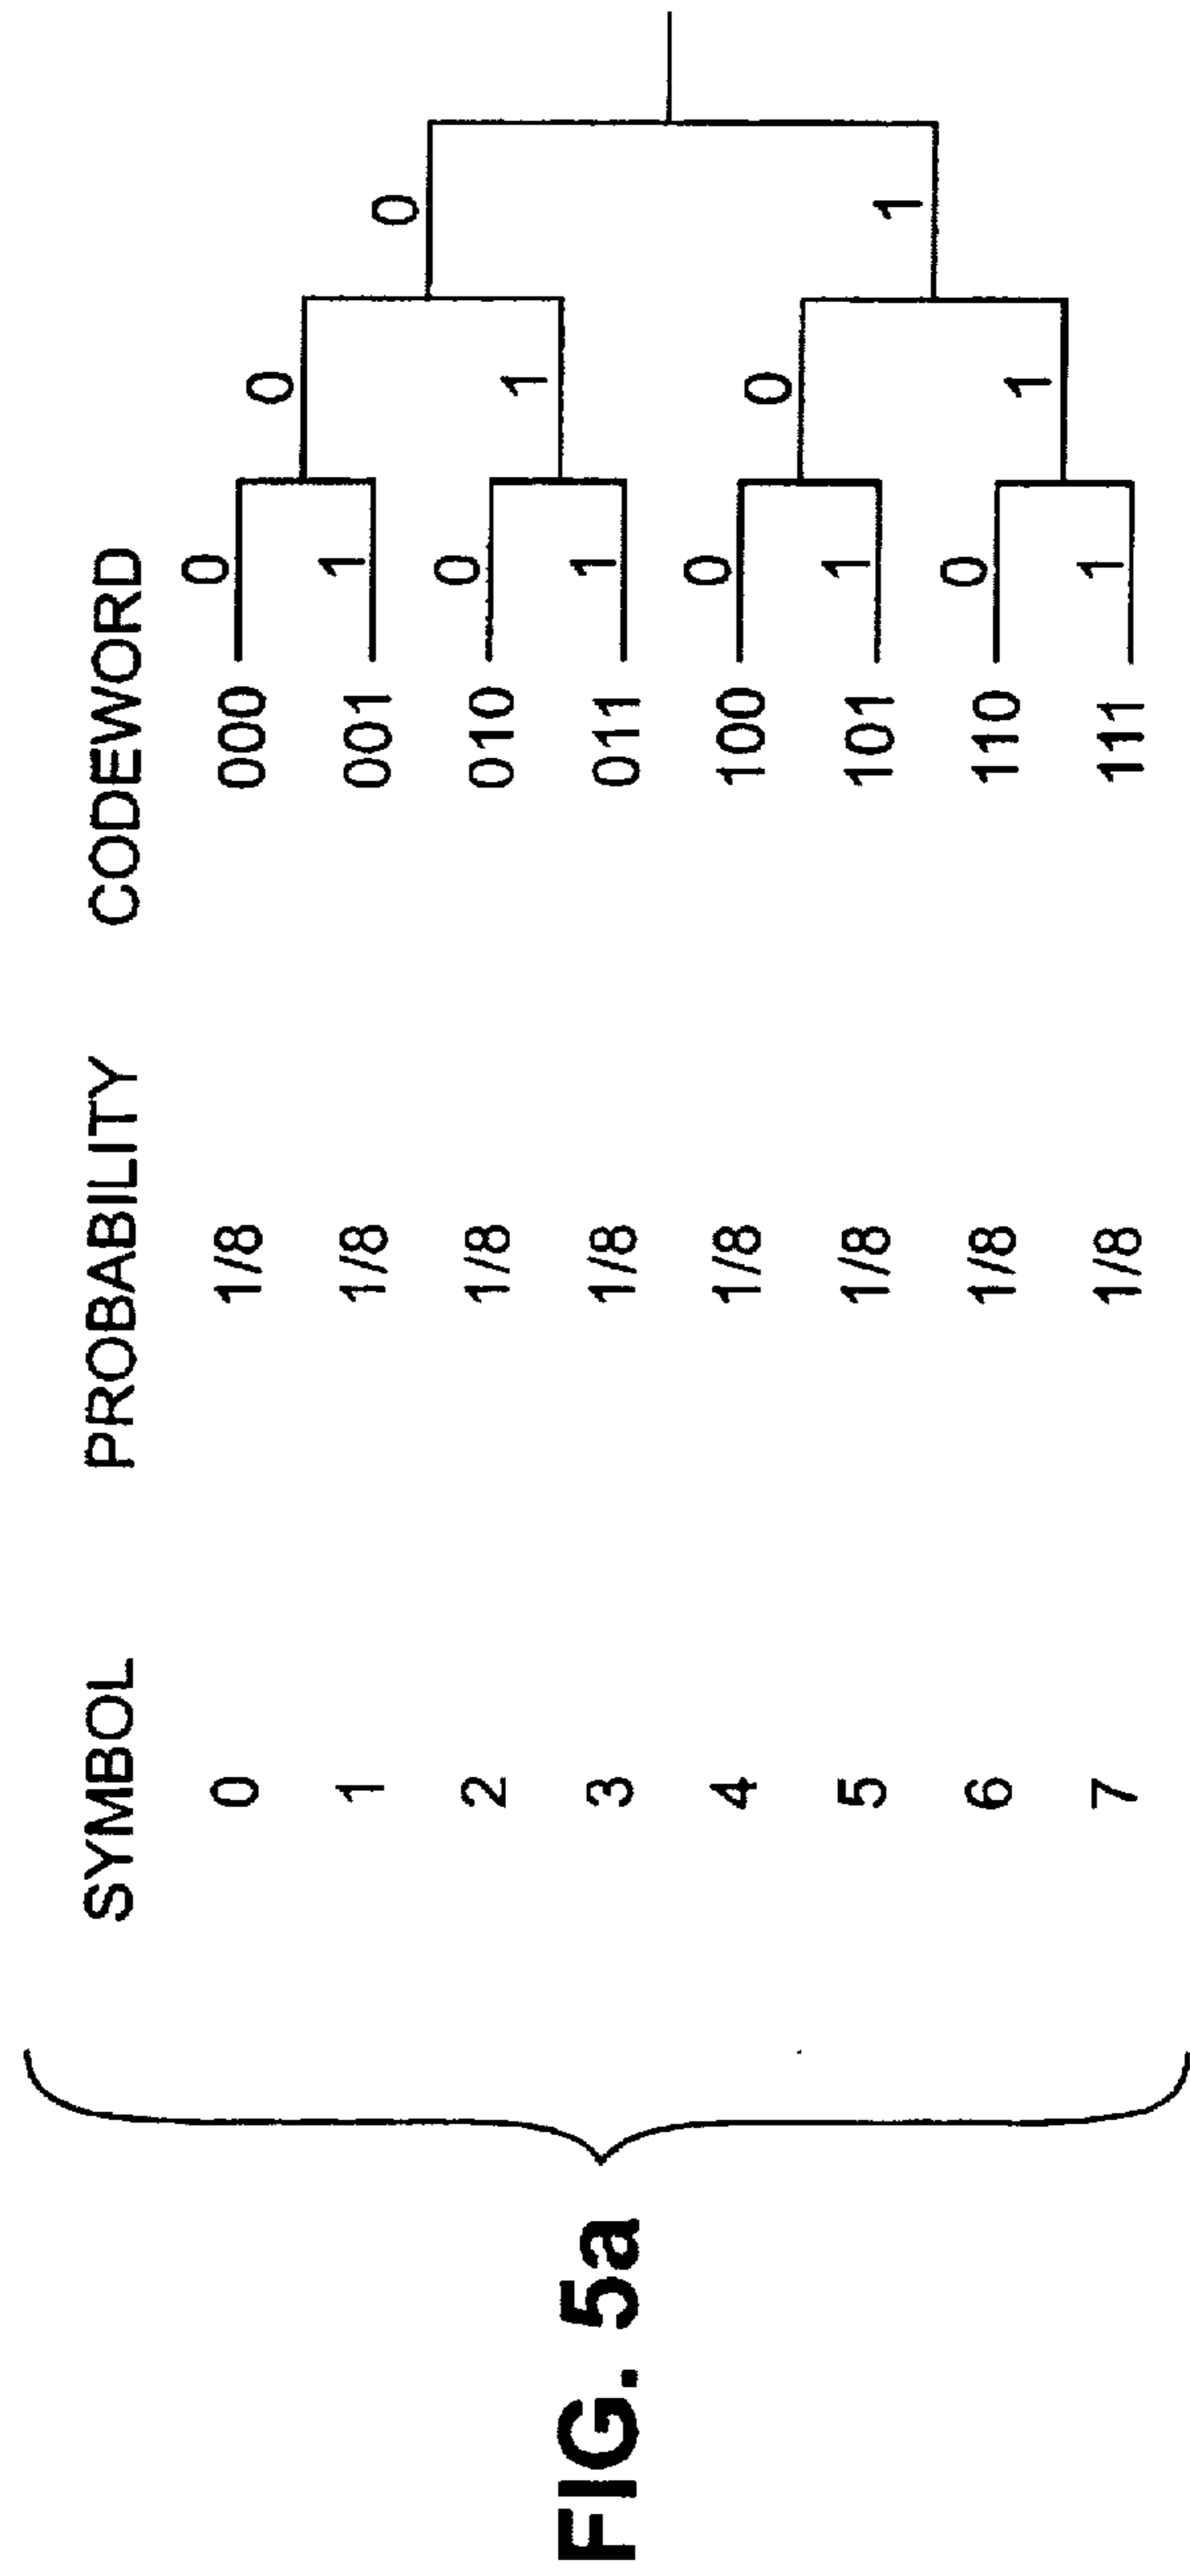 FIG. 5a
SYMBOL PROBABILITY CODEWORD
0 1/8 000 0
0
1 1/8 001 1
0
2 1/8 010 0
1
3 1/8 011 1
4 1/8 100 0
0
5 1/8 101 1
1
6 1/8 110 0
1
7 1/8 111 1